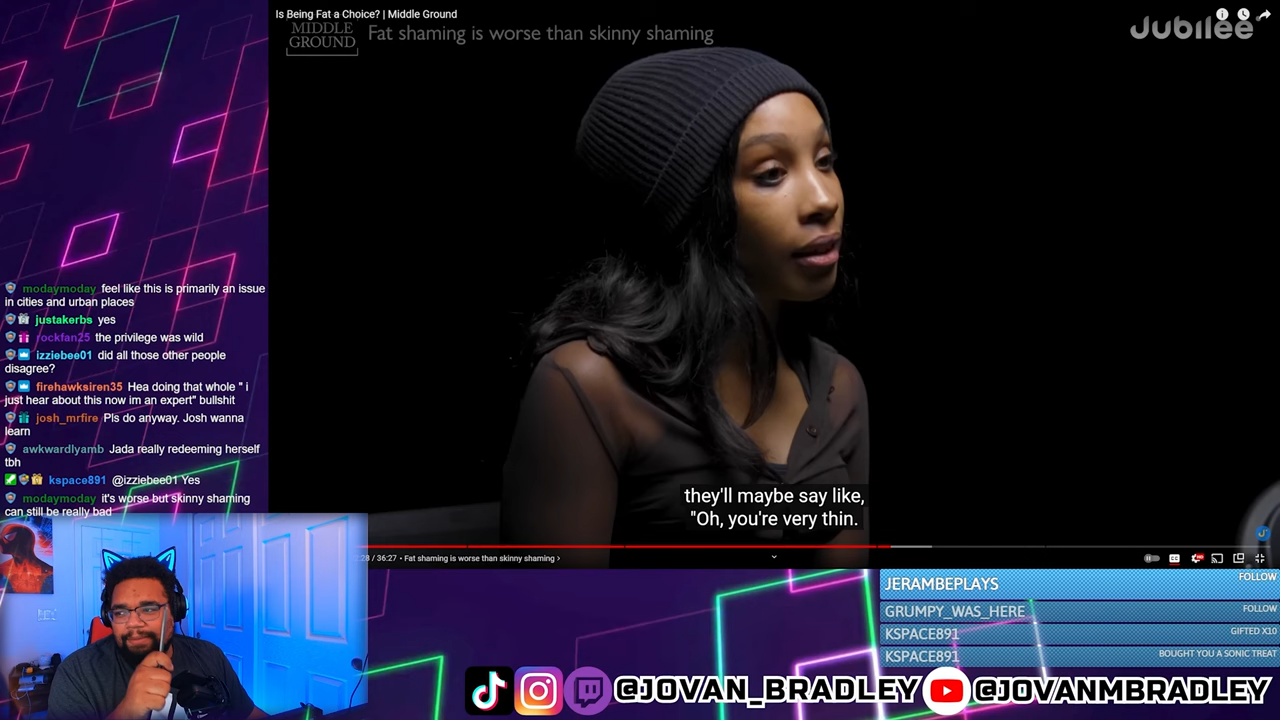 Is Being Fat a Choice? | Middle Ground
MIDDLE
GROUND
Fat shaming is worse than skinny shaming
Jubilee
modaymoday feel like this is primarily an issue
in cities and urban places
justakerbs yes
rockfan25 the privilege was wild
izziebee01 did all those other people
disagree?
firehawksiren35 Hea doing that whole " i
just hear about this now im an expert" bullshit
josh_mrfire Pls do anyway. Josh wanna
learn
awkwardlyamb Jada really redeeming herself
tbh
kspace891 @izziebee01 Yes
modaymoday it's worse but skinny shaming
can still be really bad
they'll maybe say like,
"Oh, you're very thin.
:28 / 36:27 • Fat shaming is worse than skinny shaming >
CC
HD
JERAMBEPLAYS FOLLOW
GRUMPY_WAS_HERE FOLLOW
KSPACE891 GIFTED X10
KSPACE891 BOUGHT YOU A SONIC TREAT
@JOVAN_BRADLEY @JOVANMBRADLEY